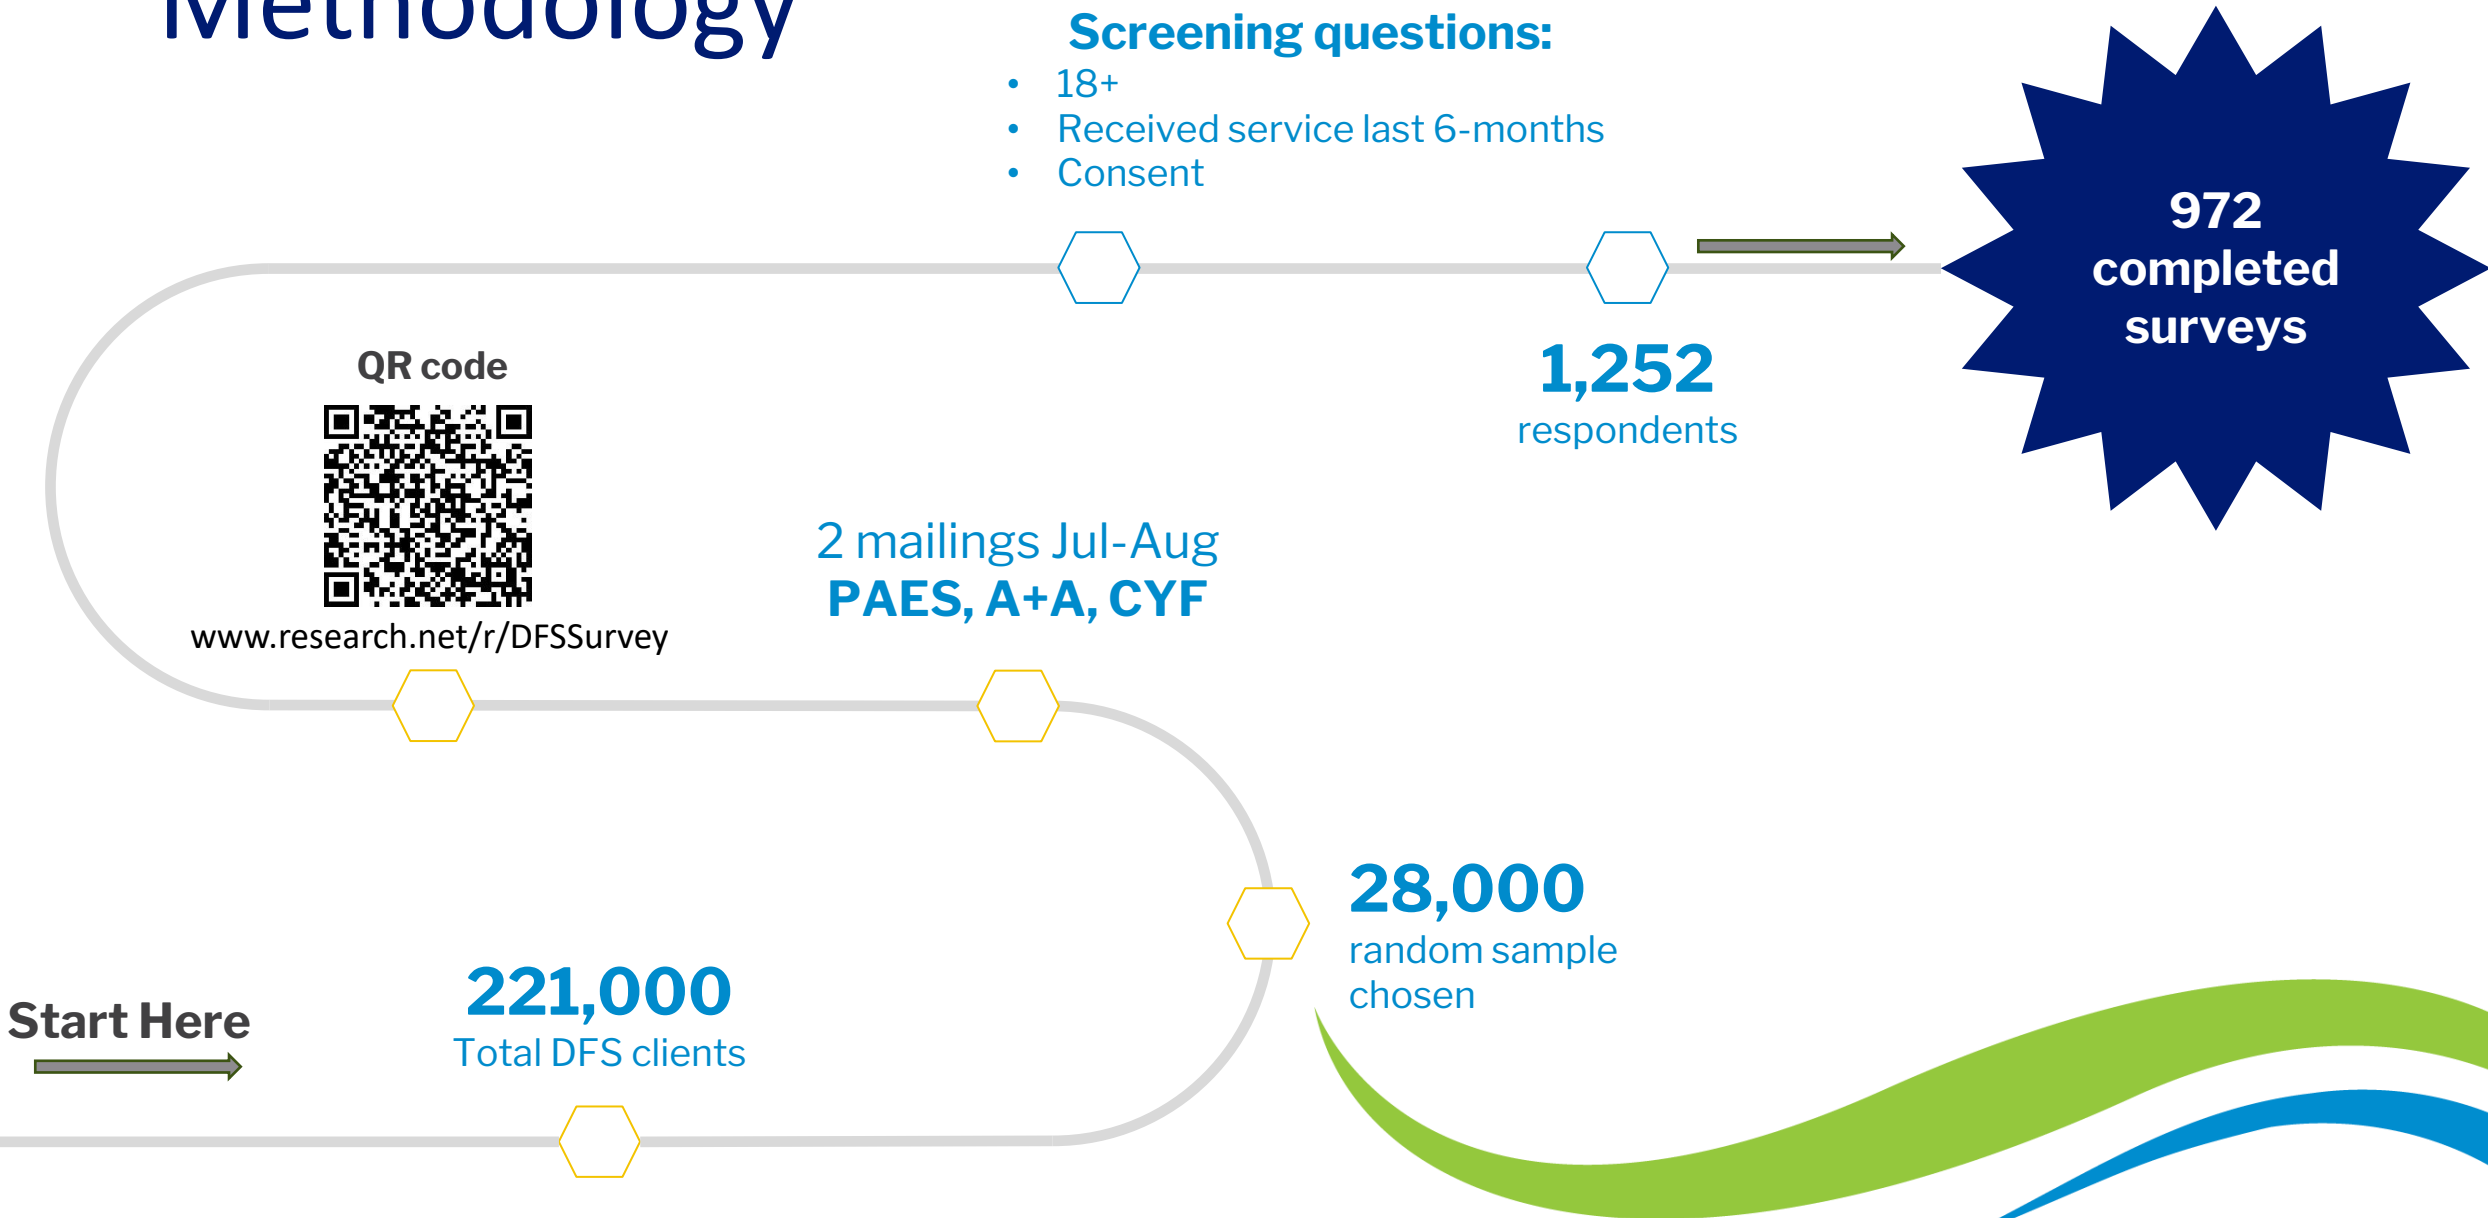 Methodology
Screening questions:
• 18+
• Received service last 6-months
• Consent
972
completed
surveys
1,252
respondents
QR code
www.research.net/r/DFSSurvey
2 mailings Jul-Aug
PAES, A+A, CYF
28,000
random sample
chosen
Start Here
221,000
Total DFS clients